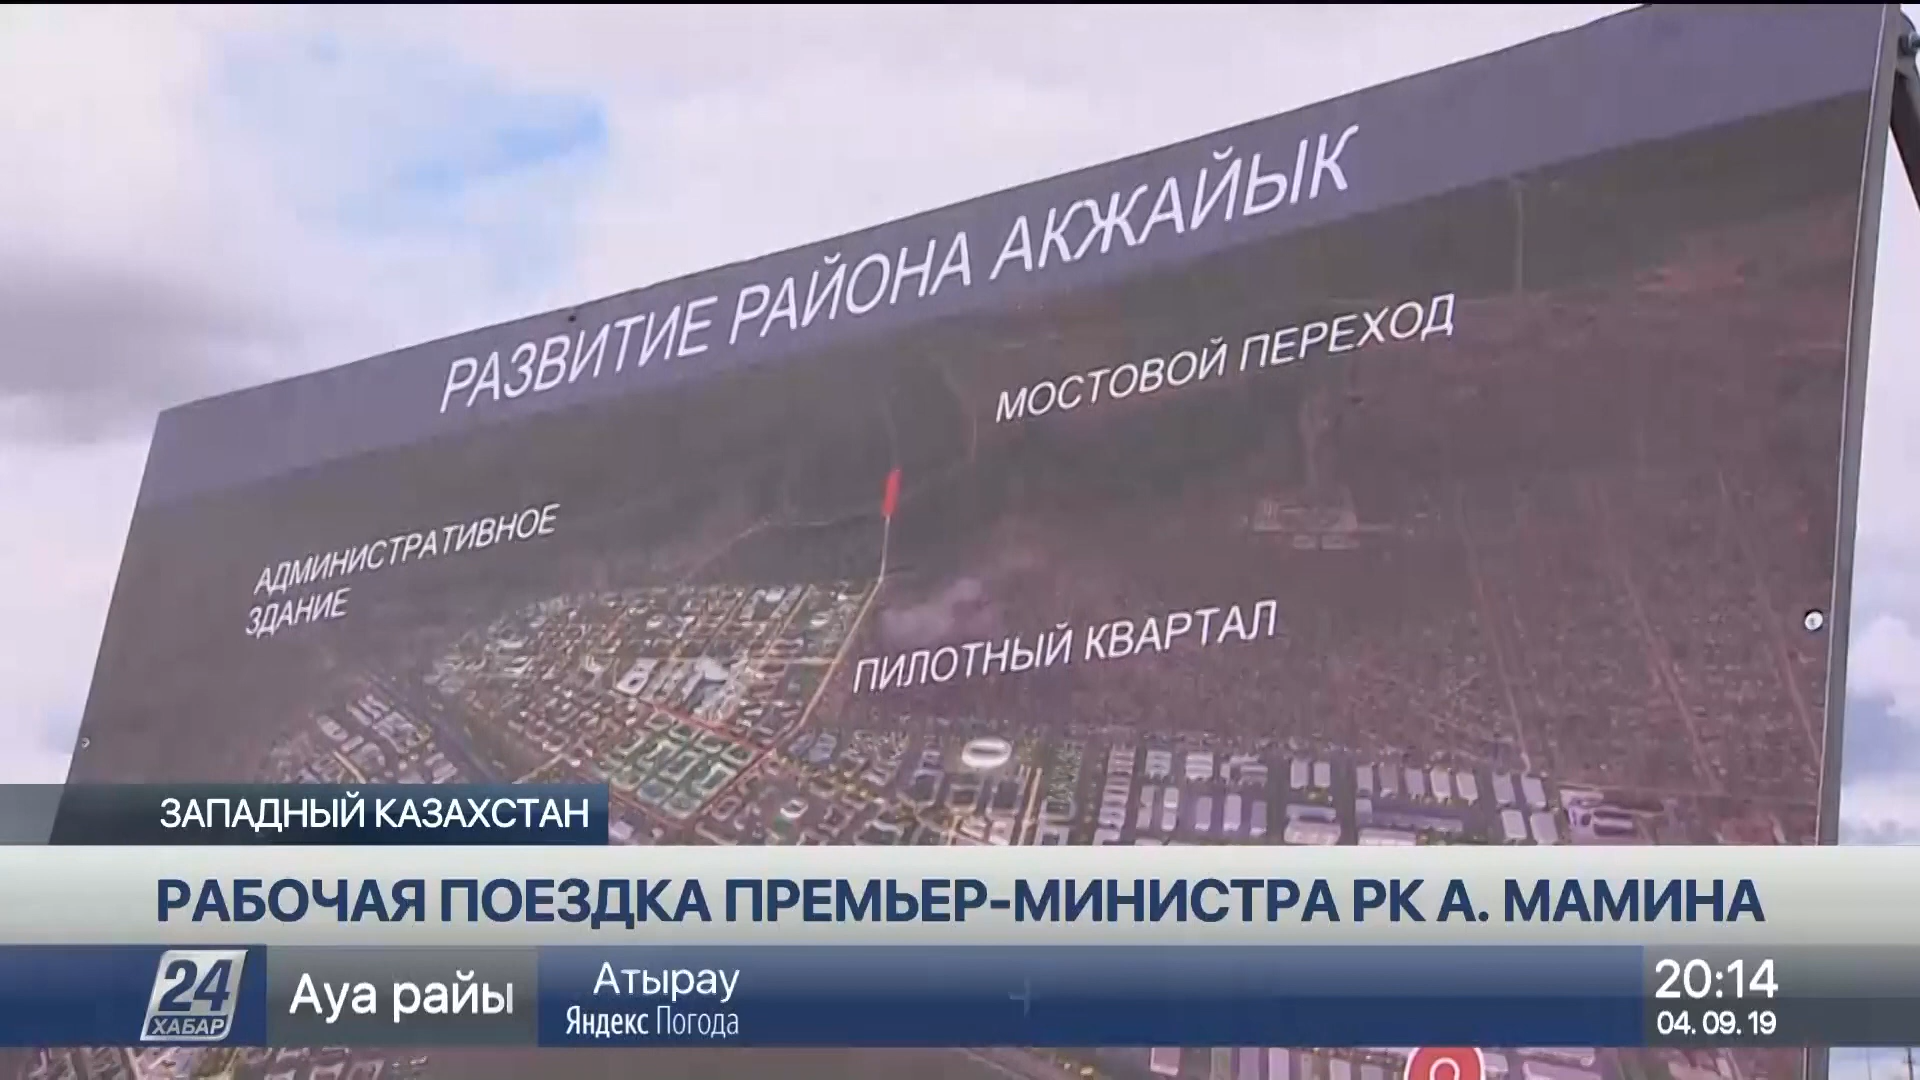 РАЗВИТИЕ РАЙОНА АКЖАЙЫК
МОСТОВОЙ ПЕРЕХОД
АДМИНИСТРАТИВНОЕ
ЗДАНИЕ
ПИЛОТНЫЙ КВАРТАЛ
ЗАПАДНЫЙ КАЗАХСТАН
РАБОЧАЯ ПОЕЗДКА ПРЕМЬЕР-МИНИСТРА РК А. МАМИНА
24
ХАБАР
Ауа райы
Атырау
Яндекс Погода
20:14
04. 09. 19